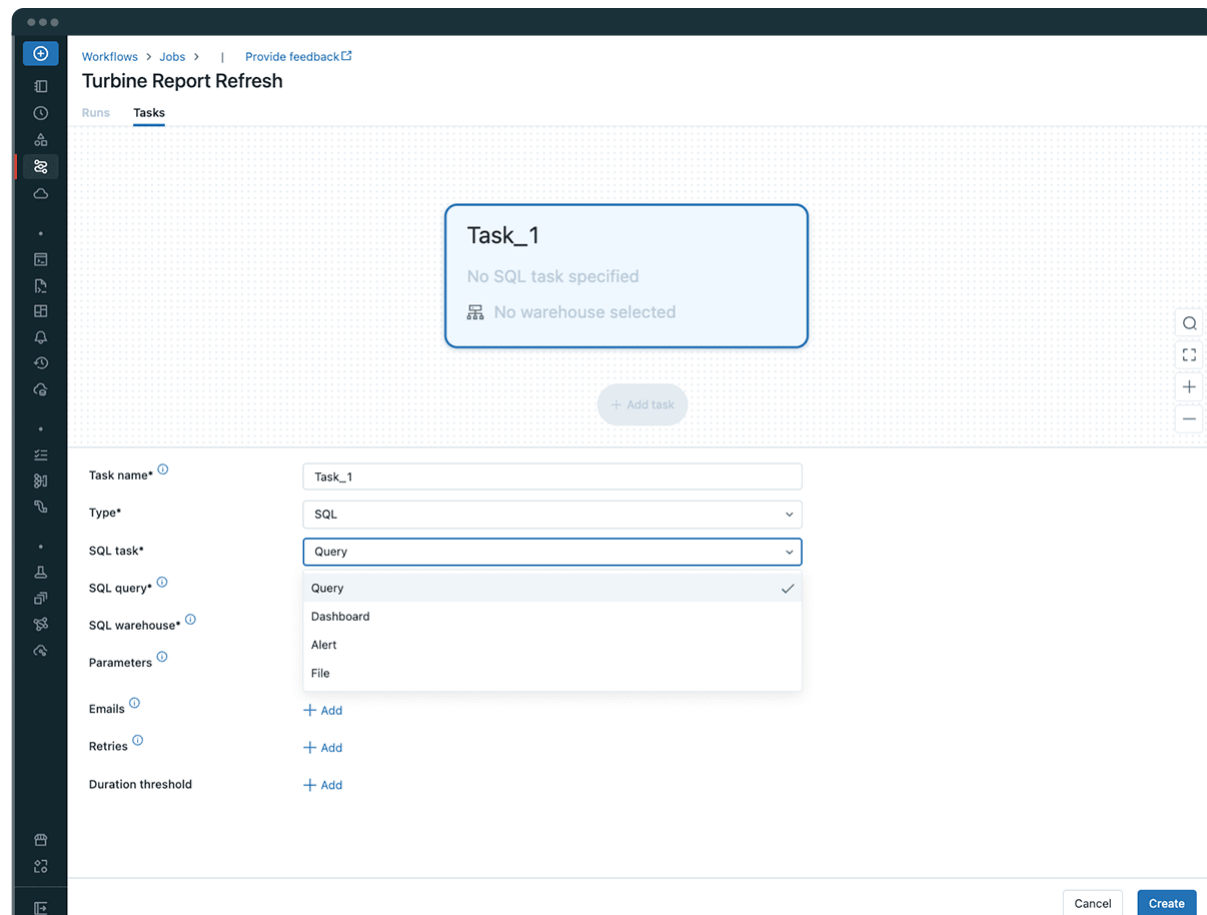 Workflows > Jobs > | Provide feedback
Turbine Report Refresh
Runs Tasks
Task_1
No SQL task specified
No warehouse selected
+ Add task
Task name* Task_1
Type* SQL
SQL task* Query
SQL query* Query
Dashboard
SQL warehouse*
Alert
Parameters
File
Emails + Add
Retries + Add
Duration threshold + Add
Cancel Create